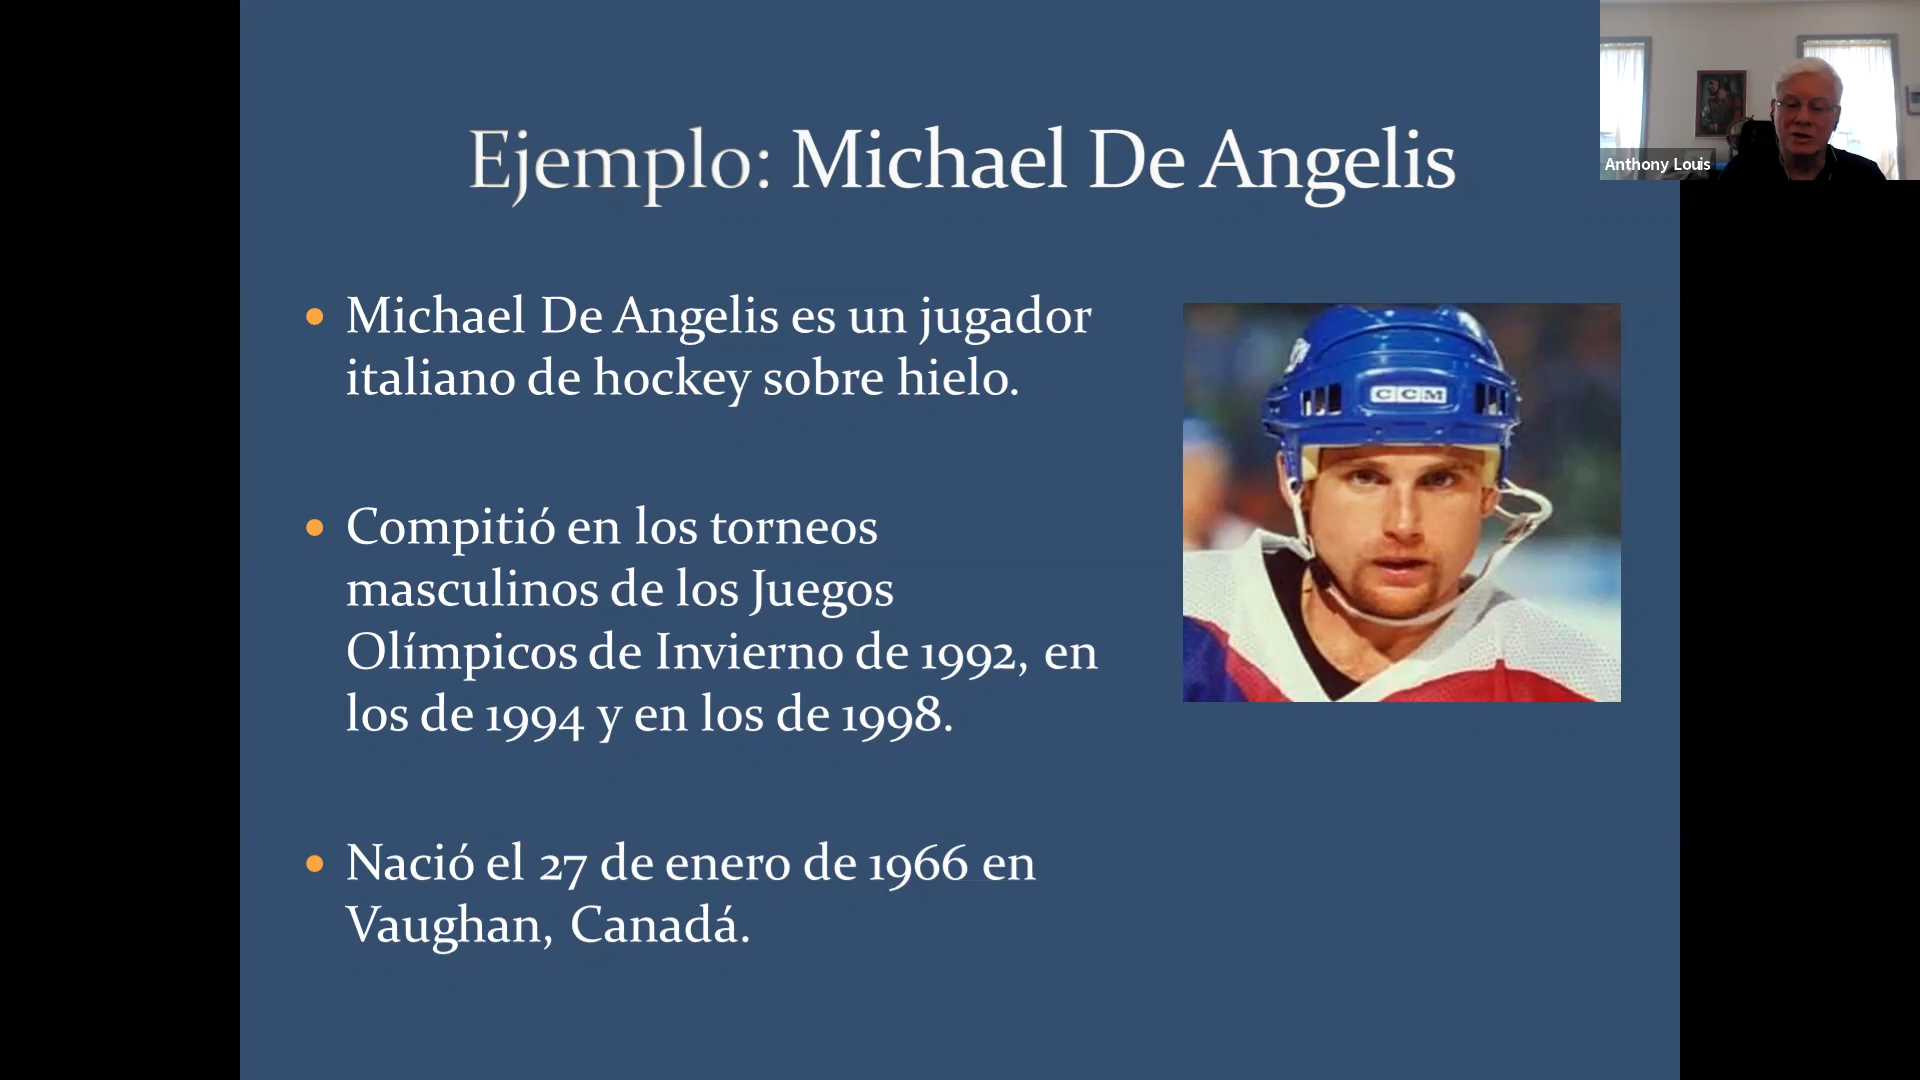 Ejemplo: Michael De Angelis
Anthony Louis
Michael De Angelis es un jugador
italiano de hockey sobre hielo.
CCM
Compitió en los torneos
masculinos de los Juegos
Olímpicos de Invierno de 1992, en
los de 1994 y en los de 1998.
Nació el 27 de enero de 1966 en
Vaughan, Canadá.